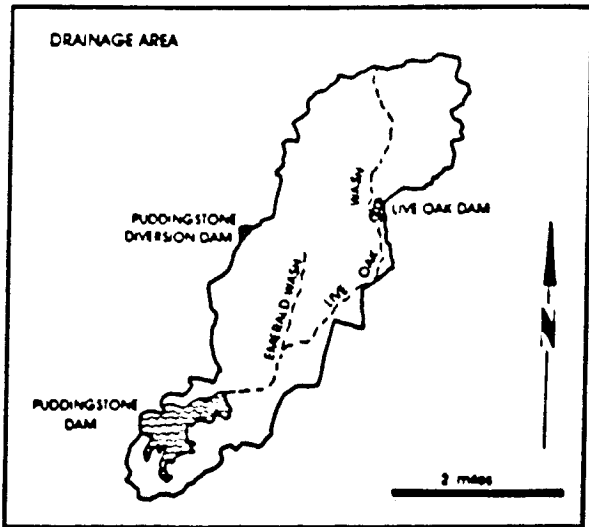 DRAINAGE AREA
WASH
LIVE OAK DAM
PUDDINGSTONE
DIVERSION DAM
EMERALD WASH
LIVE OAK
PUDDINGSTONE
DAM
N
2 miles